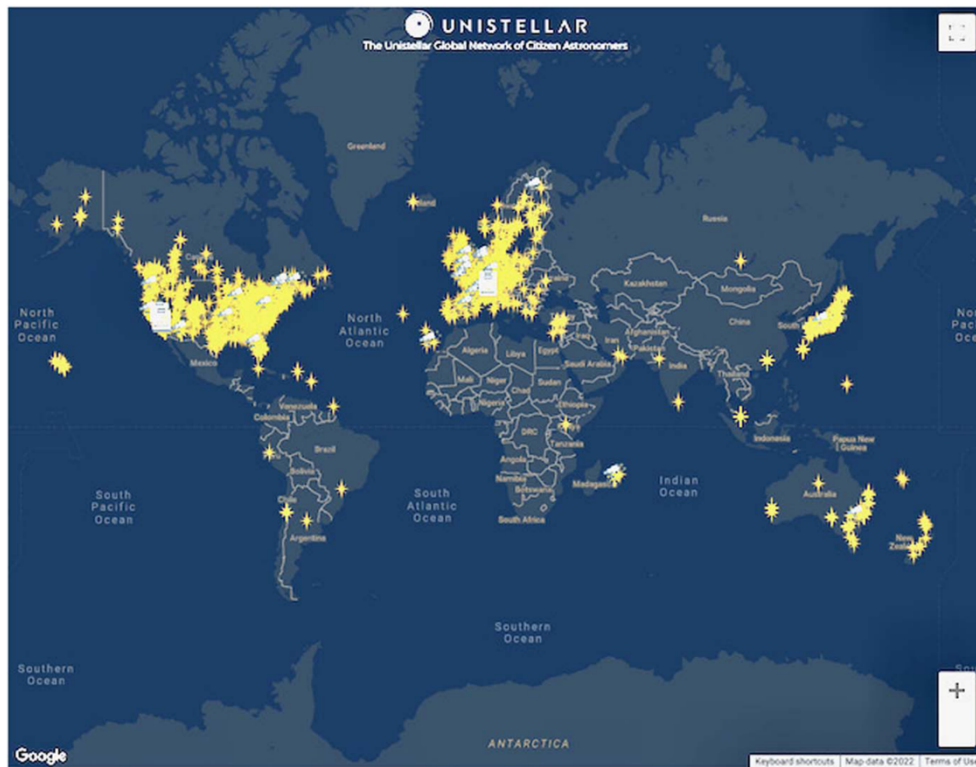 UNISTELLAR
The Unistellar Global Network of Citizen Astronomers
Greenland
Russia
North
Pacific
Ocean
North
Atlantic
Ocean
Kazakhstan
Mongolia
China
South
Iraq
Iran
Afghanistan
Pakistan
India
Thailand
Mexico
Algeria
Libya
Egypt
Saudi Arabia
Mali
Niger
Chad
Sudan
Nigeria
Ethiopia
DRC
Tanzania
Angola
Namibia
Botswana
Madagascar
South Africa
Venezuela
Colombia
Brazil
Bolivia
Chile
Argentina
Indonesia
Papua New
Guinea
Australia
New
South
Pacific
Ocean
South
Atlantic
Ocean
Indian
Ocean
Southern
Ocean
Southern
Ocean
ANTARCTICA
Google
Keyboard shortcuts
Map data ©2022
Terms of Use